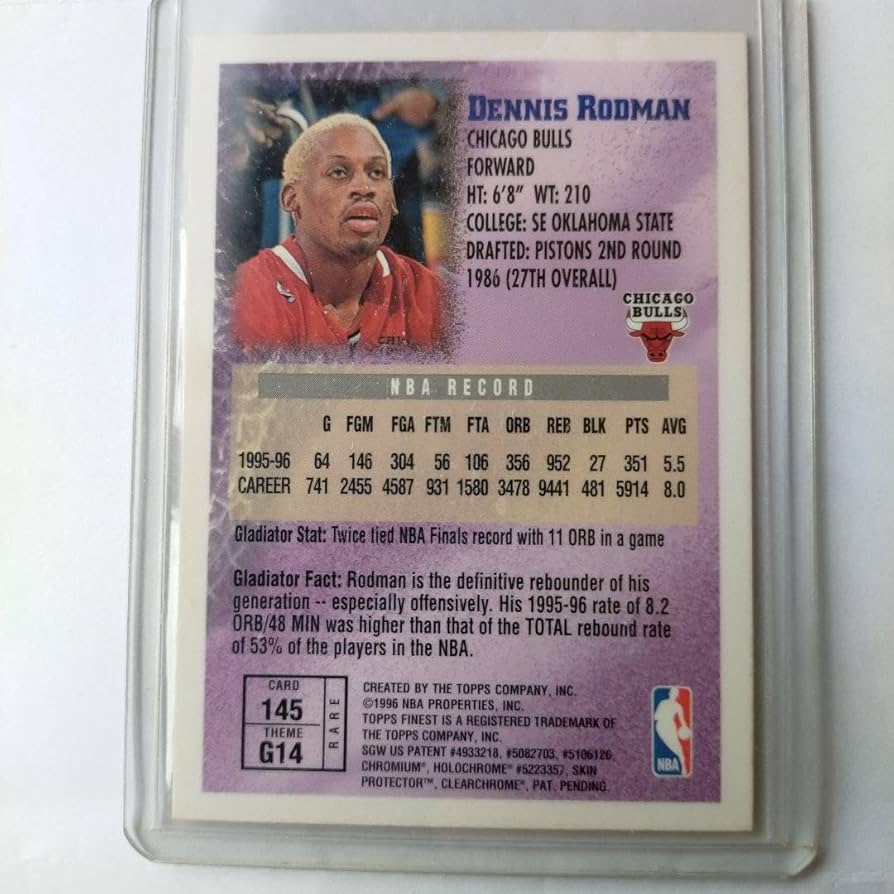 DENNIS RODMAN
CHICAGO BULLS
FORWARD
HT: 6'8" WT: 210
COLLEGE: SE OKLAHOMA STATE
DRAFTED: PISTONS 2ND ROUND
1986 (27TH OVERALL)
CHICAGO
BULLS
CHI
NBA RECORD
G FGM FGA FTM FTA ORB REB BLK PTS AVG
1995-96 64 146 304 56 106 356 952 27 351 5.5
CAREER 741 2455 4587 931 1580 3478 9441 481 5914 8.0
Gladiator Stat: Twice tied NBA Finals record with 11 ORB in a game
Gladiator Fact: Rodman is the definitive rebounder of his
generation -- especially offensively. His 1995-96 rate of 8.2
ORB/48 MIN was higher than that of the TOTAL rebound rate
of 53% of the players in the NBA.
CARD
145
THEME
G14
RARE
CREATED BY THE TOPPS COMPANY, INC.
©1996 NBA PROPERTIES, INC.
TOPPS FINEST IS A REGISTERED TRADEMARK OF
THE TOPPS COMPANY, INC.
SGW US PATENT #4933218, #5082703, #5106126,
CHROMIUM®, HOLOCHROME® #5223357, SKIN
PROTECTOR™, CLEARCHROME®, PAT. PENDING.
NBA